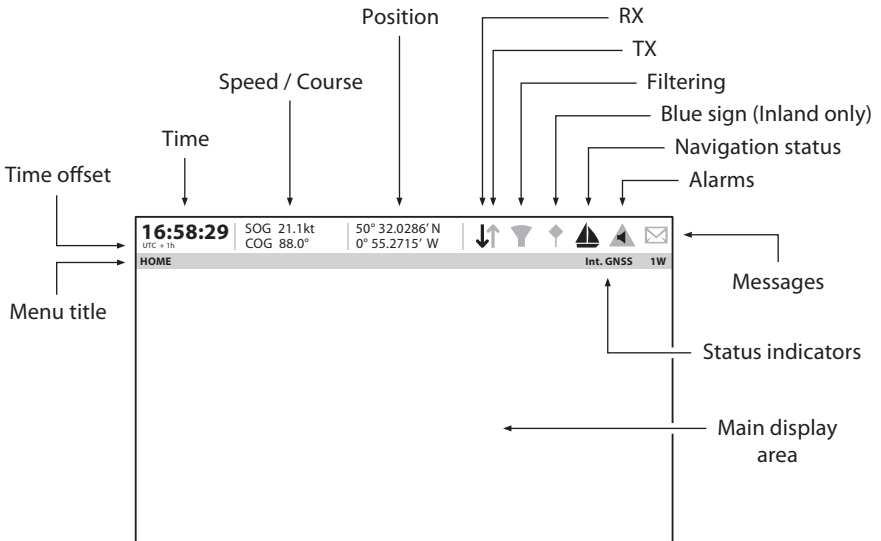 Position
RX
TX
Speed / Course
Filtering
Blue sign (Inland only)
Time
Navigation status
Time offset
Alarms
16:58:29
UTC + 1h
SOG 21.1kt
COG 88.0°
50° 32.0286′ N
0° 55.2715′ W
HOME
Int. GNSS 1W
Messages
Menu title
Status indicators
Main display
area